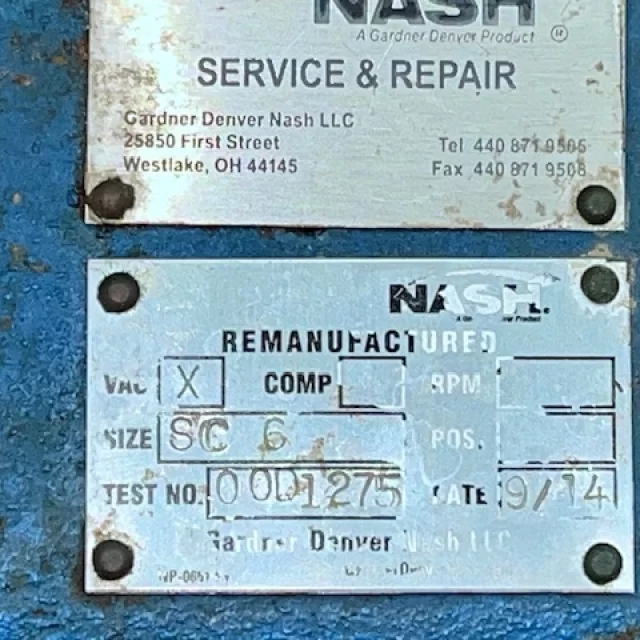 NASH
A Gardner Denver Product ®
SERVICE & REPAIR
Gardner Denver Nash LLC
25850 First Street
Westlake, OH 44145
Tel 440 871 9505
Fax 440 871 9508
NASH
REMANUFACTURED
VAC X COMP RPM
SIZE SC 6 POS.
TEST NO. 00D1275 DATE 9/14
Gardner Denver Nash LLC